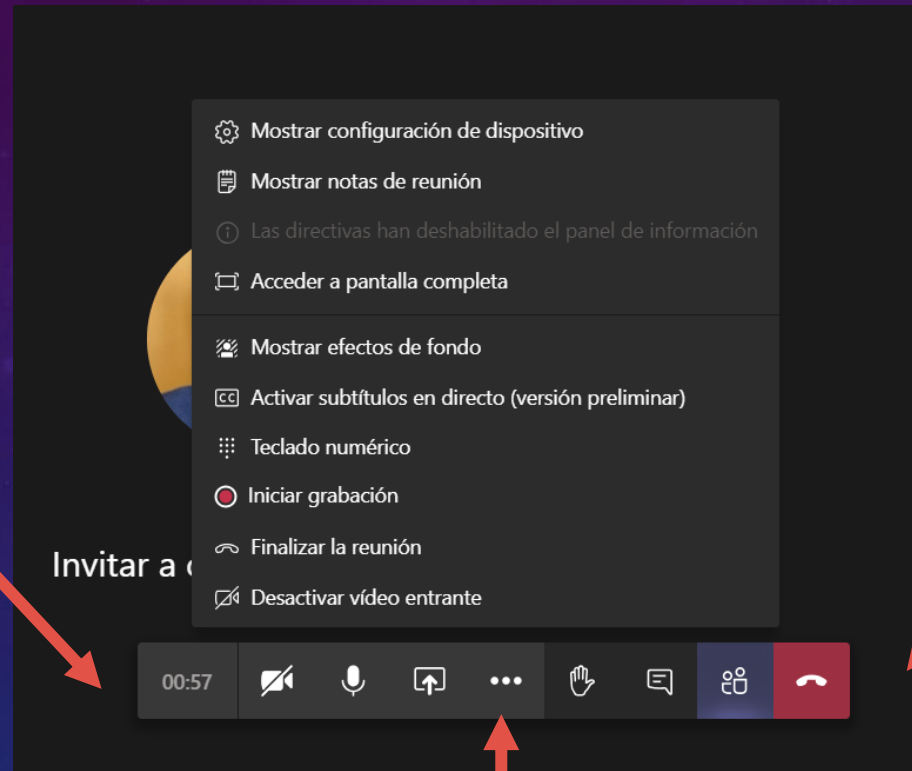 Mostrar configuración de dispositivo
Mostrar notas de reunión
Las directivas han deshabilitado el panel de información
Acceder a pantalla completa
Mostrar efectos de fondo
CC Activar subtítulos en directo (versión preliminar)
Teclado numérico
Iniciar grabación
Finalizar la reunión
Invitar a
Desactivar vídeo entrante
00:57